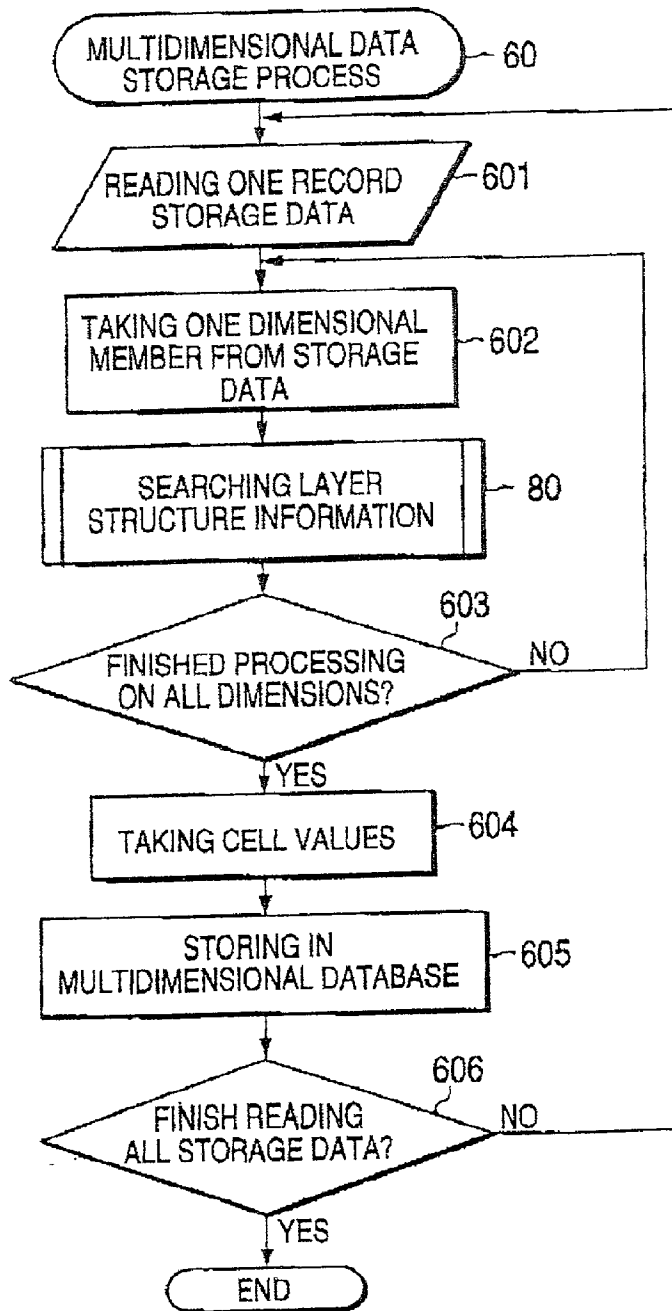 MULTIDIMENSIONAL DATA
STORAGE PROCESS
60
READING ONE RECORD
STORAGE DATA
601
TAKING ONE DIMENSIONAL
MEMBER FROM STORAGE
DATA
602
SEARCHING LAYER
STRUCTURE INFORMATION
80
603
FINISHED PROCESSING
ON ALL DIMENSIONS?
NO
YES
TAKING CELL VALUES
604
STORING IN
MULTIDIMENSIONAL DATABASE
605
606
FINISH READING
ALL STORAGE DATA?
NO
YES
END